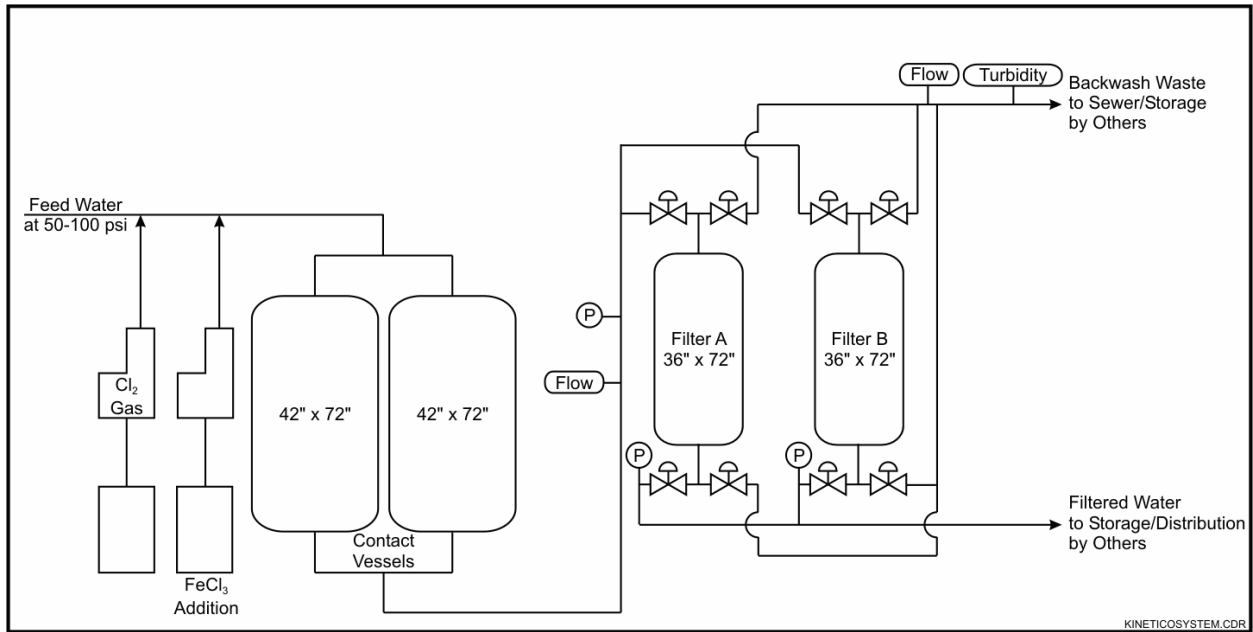 Flow
Turbidity
Backwash Waste
to Sewer/Storage
by Others
Feed Water
at 50-100 psi
P
Flow
Filter A
36" x 72"
Filter B
36" x 72"
Cl₂
Gas
42" x 72"
42" x 72"
P
P
Contact
Vessels
FeCl₃
Addition
Filtered Water
to Storage/Distribution
by Others
KINETICOSYSTEM.CDR